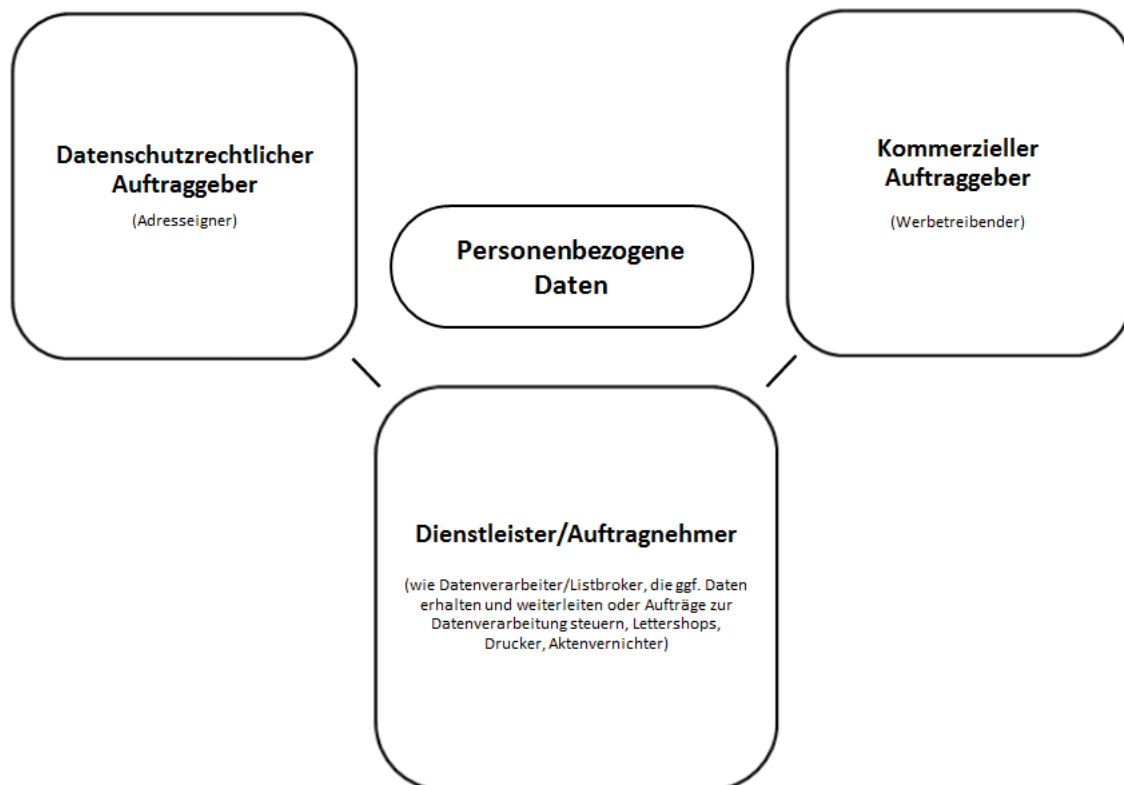 Datenschutzrechtlicher
Auftraggeber
(Adresseigner)
Kommerzieller
Auftraggeber
(Werbetreibender)
Personenbezogene
Daten
Dienstleister/Auftragnehmer
(wie Datenverarbeiter/Listbroker, die ggf. Daten
erhalten und weiterleiten oder Aufträge zur
Datenverarbeitung steuern, Lettershops,
Drucker, Aktenvernichter)